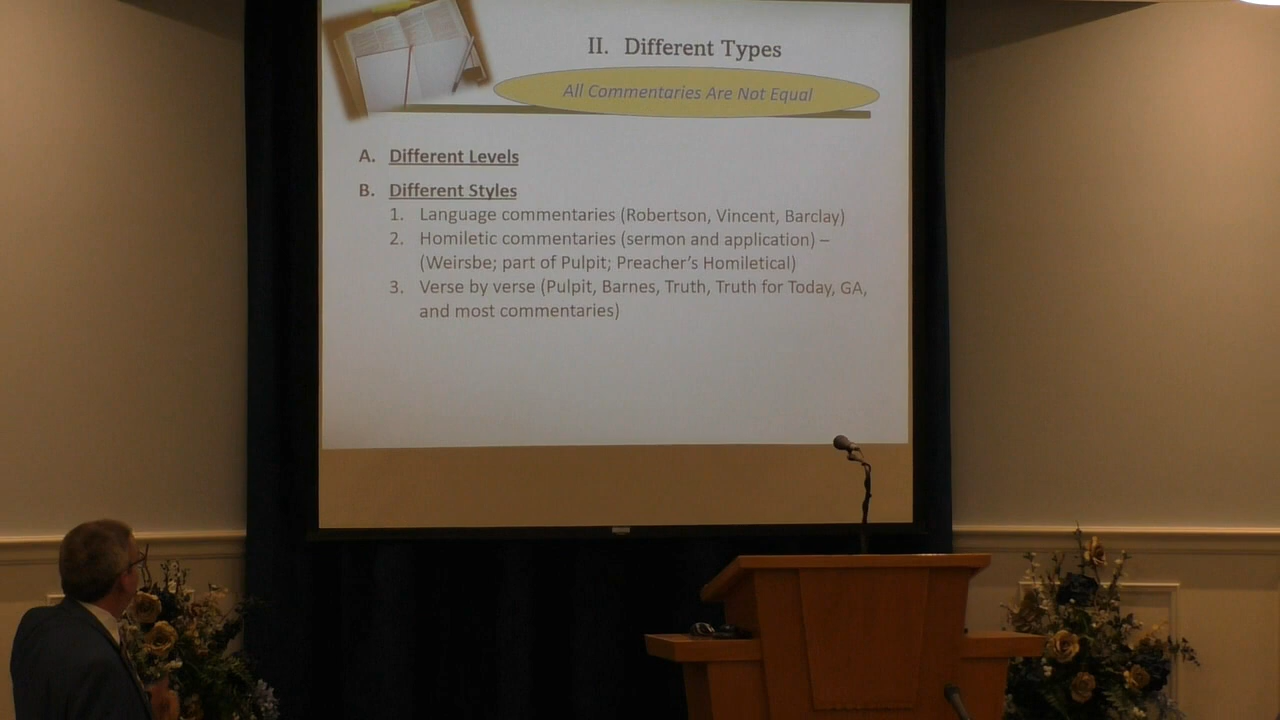 II. Different Types
All Commentaries Are Not Equal
A. Different Levels
B. Different Styles
1. Language commentaries (Robertson, Vincent, Barclay)
2. Homiletic commentaries (sermon and application) –
(Weirsbe; part of Pulpit; Preacher's Homiletical)
3. Verse by verse (Pulpit, Barnes, Truth, Truth for Today, GA,
and most commentaries)